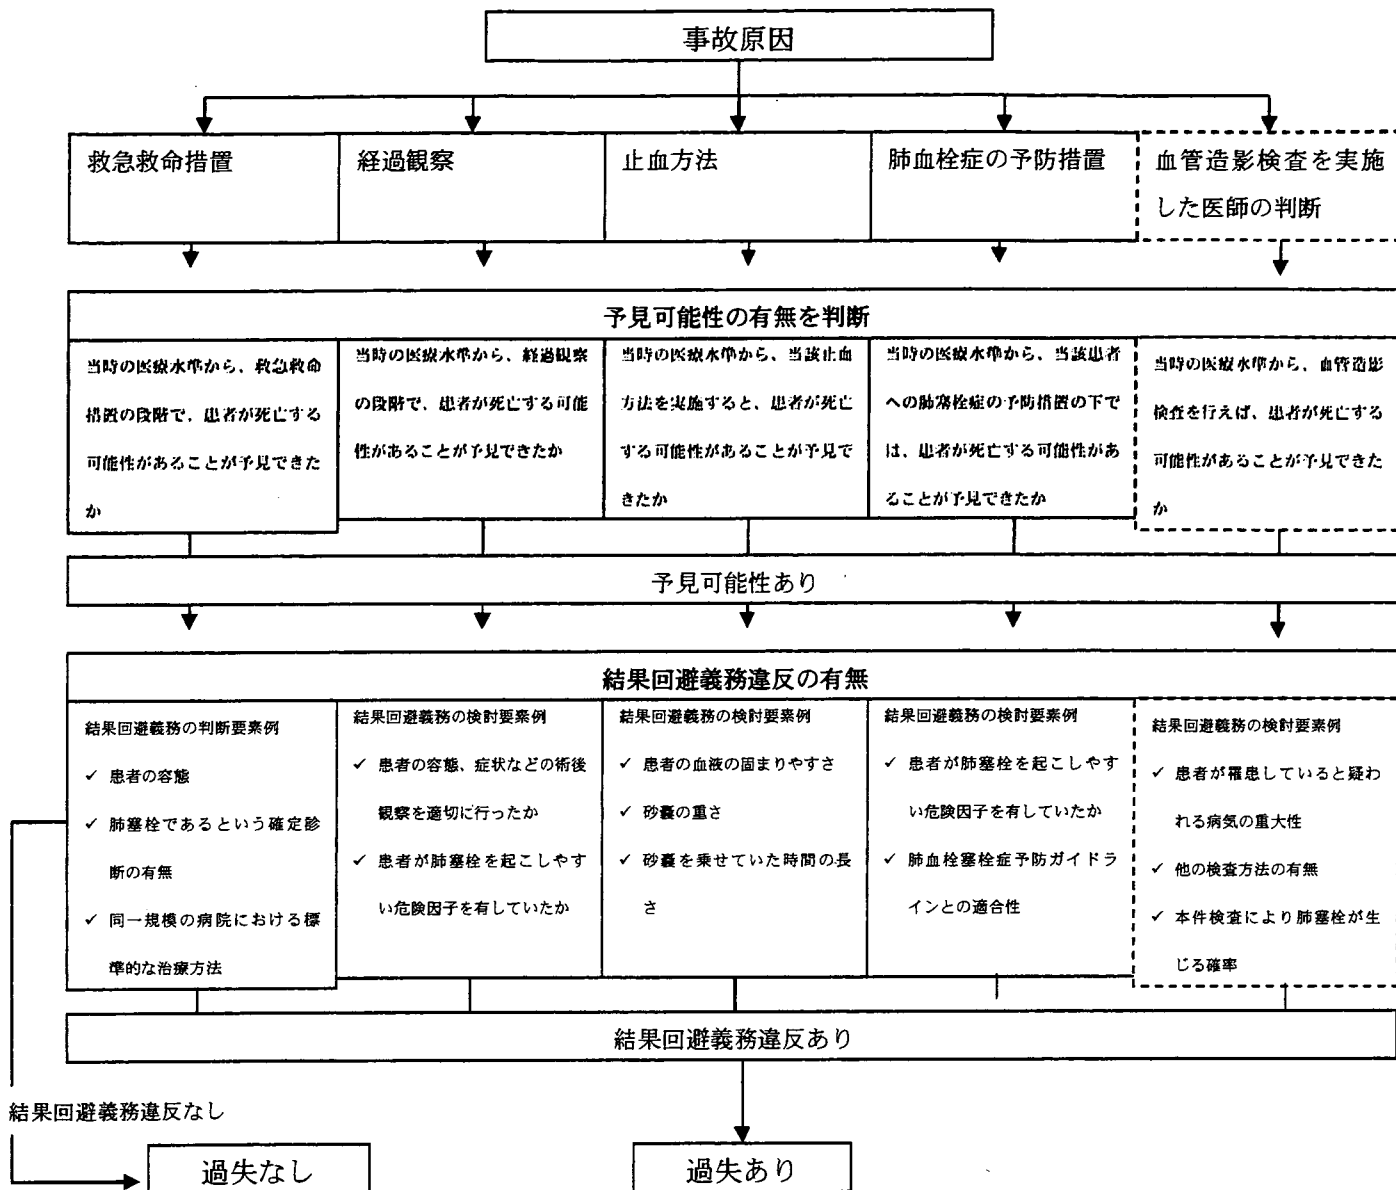 事故原因
救急救命措置
経過観察
止血方法
肺血栓症の予防措置
血管造影検査を実施
した医師の判断
予見可能性の有無を判断
当時の医療水準から、救急救命
措置の段階で、患者が死亡する
可能性があることが予見できた
か
当時の医療水準から、経過観察
の段階で、患者が死亡する可能
性があることが予見できたか
当時の医療水準から、当該止血
方法を実施すると、患者が死亡
する可能性があることが予見で
きたか
当時の医療水準から、当該患者
への肺塞栓症の予防措置の下で
は、患者が死亡する可能性があ
ることが予見できたか
当時の医療水準から、血管造影
検査を行えば、患者が死亡する
可能性があることが予見できた
か
予見可能性あり
結果回避義務違反の有無
結果回避義務の判断要素例
✓ 患者の容態
✓ 肺塞栓であるという確定診
断の有無
✓ 同一規模の病院における標
準的な治療方法
結果回避義務の検討要素例
✓ 患者の容態、症状などの術後
観察を適切に行ったか
✓ 患者が肺塞栓を起こしやす
い危険因子を有していたか
結果回避義務の検討要素例
✓ 患者の血液の固まりやすさ
✓ 砂嚢の重さ
✓ 砂嚢を乗せていた時間の長
さ
結果回避義務の検討要素例
✓ 患者が肺塞栓を起こしやす
い危険因子を有していたか
✓ 肺血栓塞栓症予防ガイドラ
インとの適合性
結果回避義務の検討要素例
✓ 患者が罹患していると疑わ
れる病気の重大性
✓ 他の検査方法の有無
✓ 本件検査により肺塞栓が生
じる確率
結果回避義務違反あり
結果回避義務違反なし
過失なし
過失あり